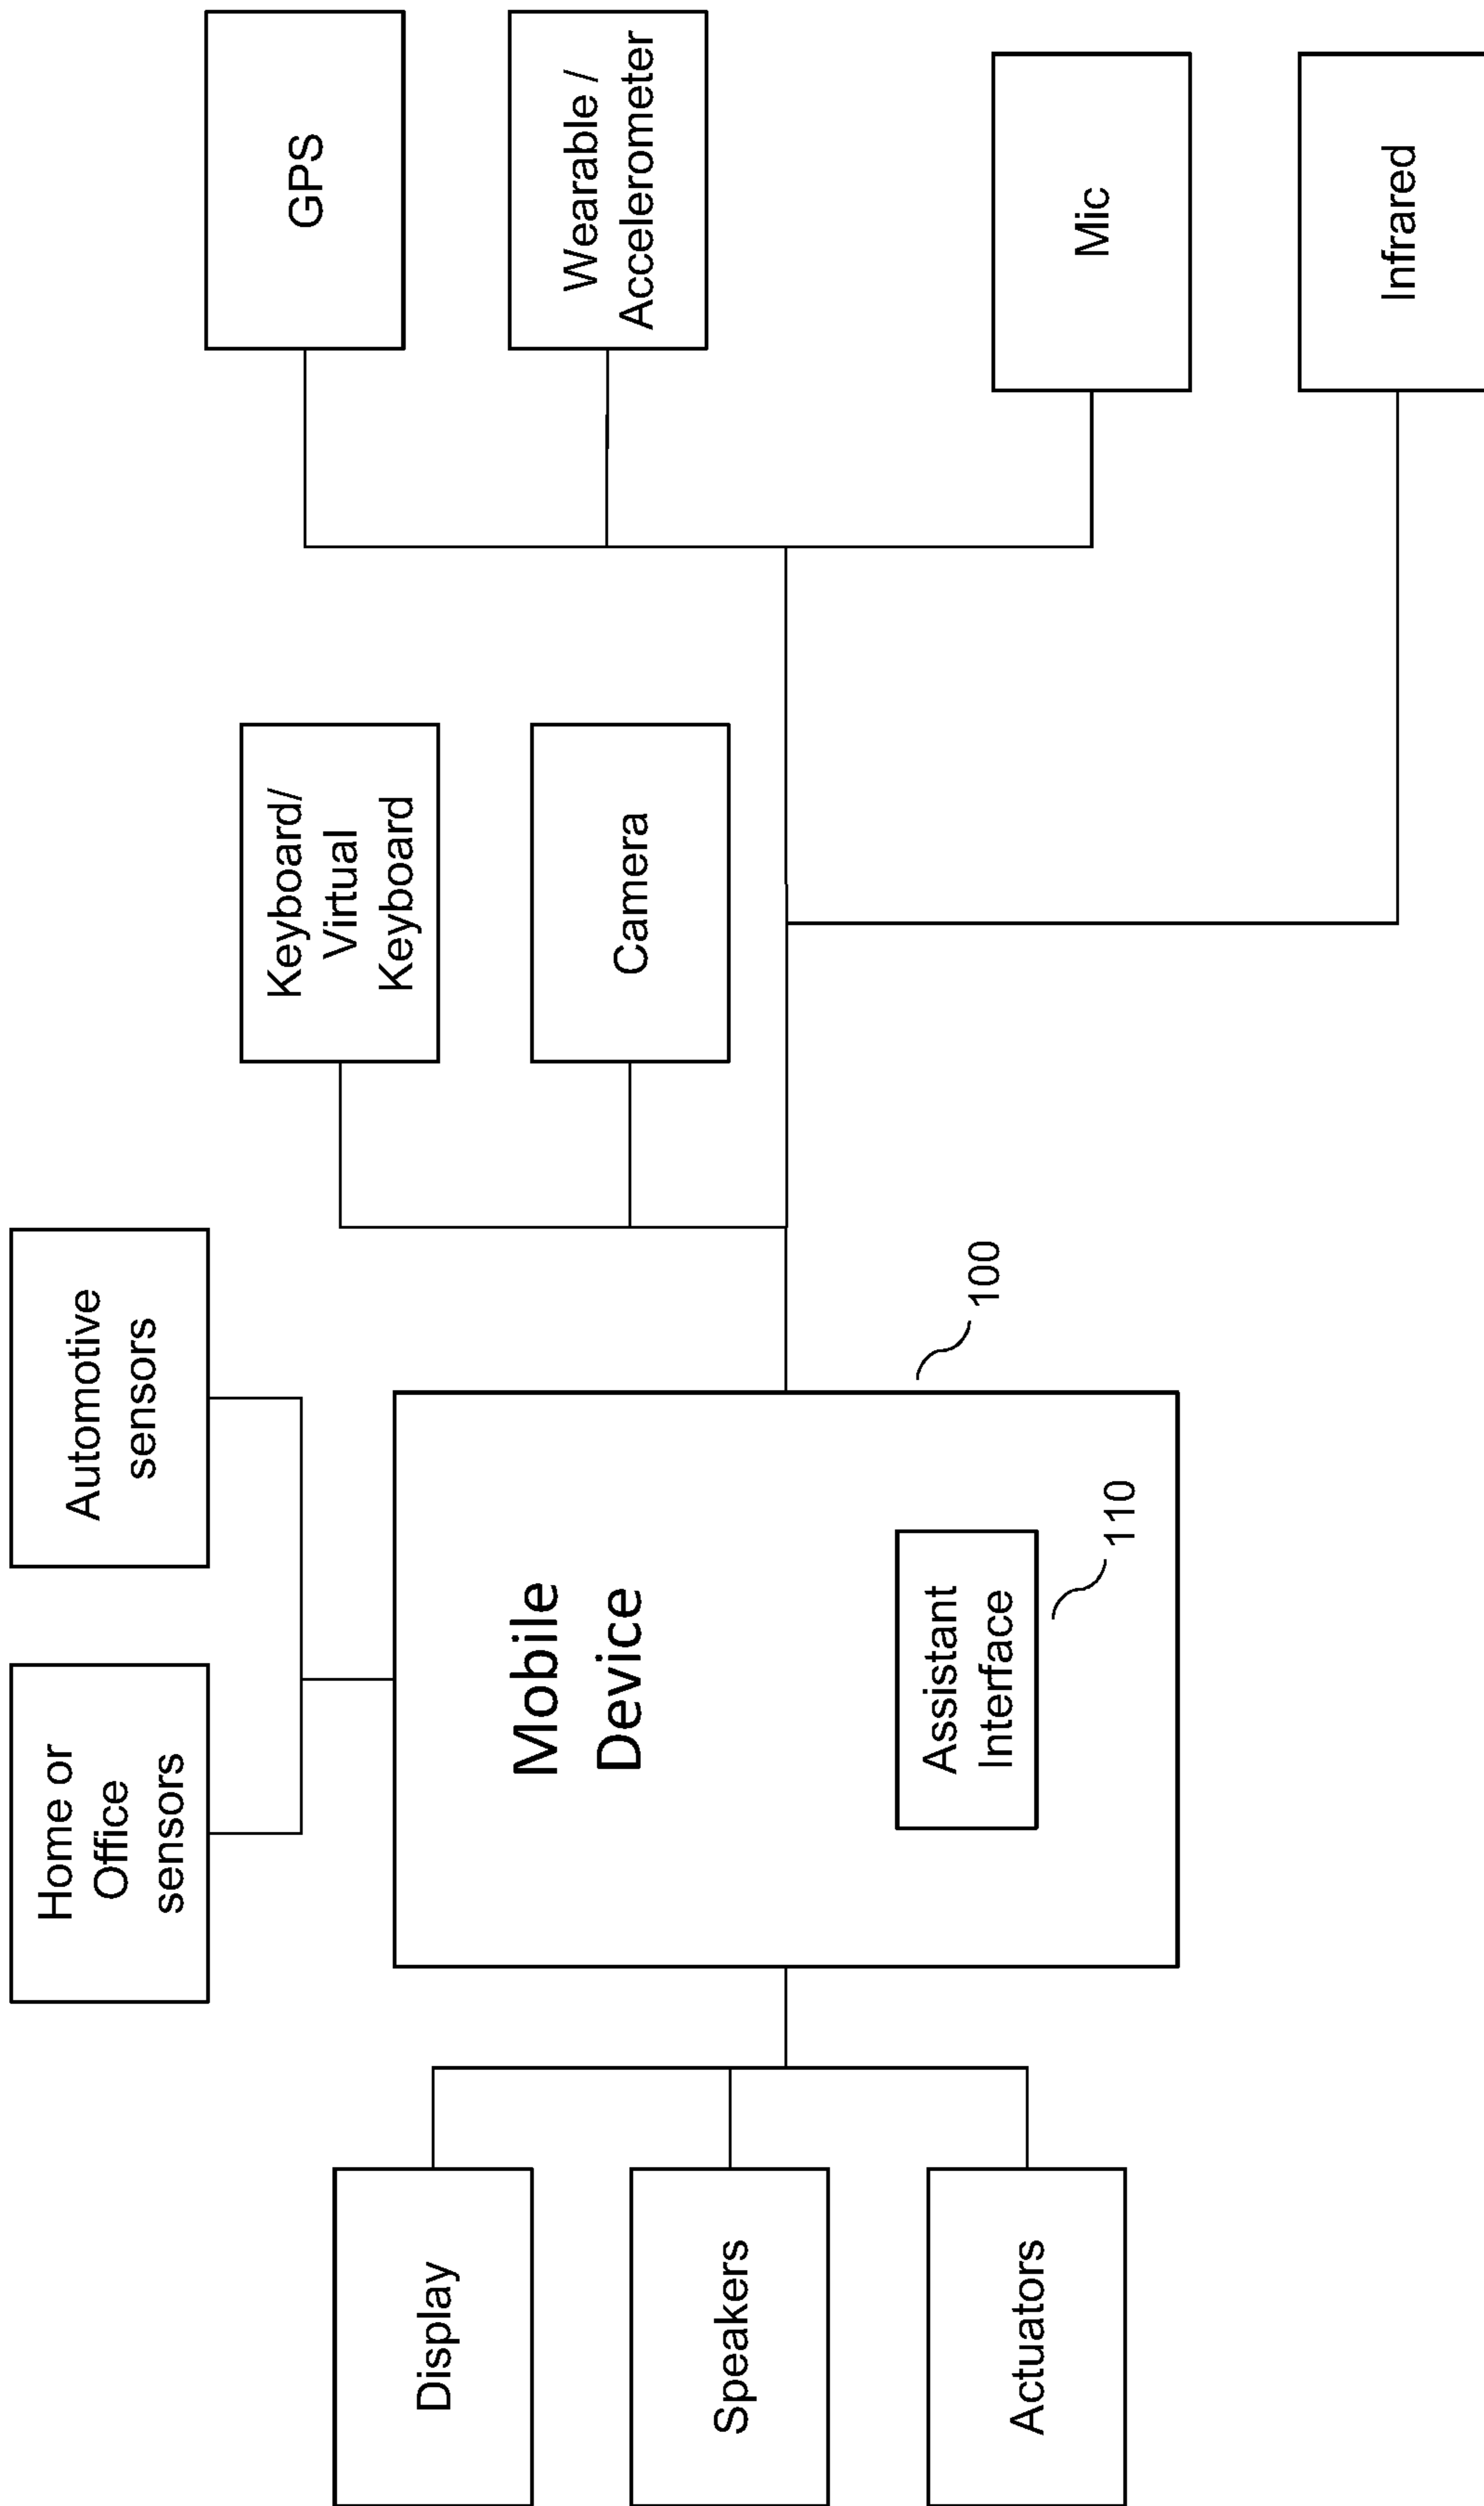 Home or
Office
sensors
Automotive
sensors
Display
Speakers
Actuators
Mobile
Device
Assistant
Interface
110
100
Keyboard/
Virtual
Keyboard
Camera
GPS
Wearable /
Accelerometer
Mic
Infrared